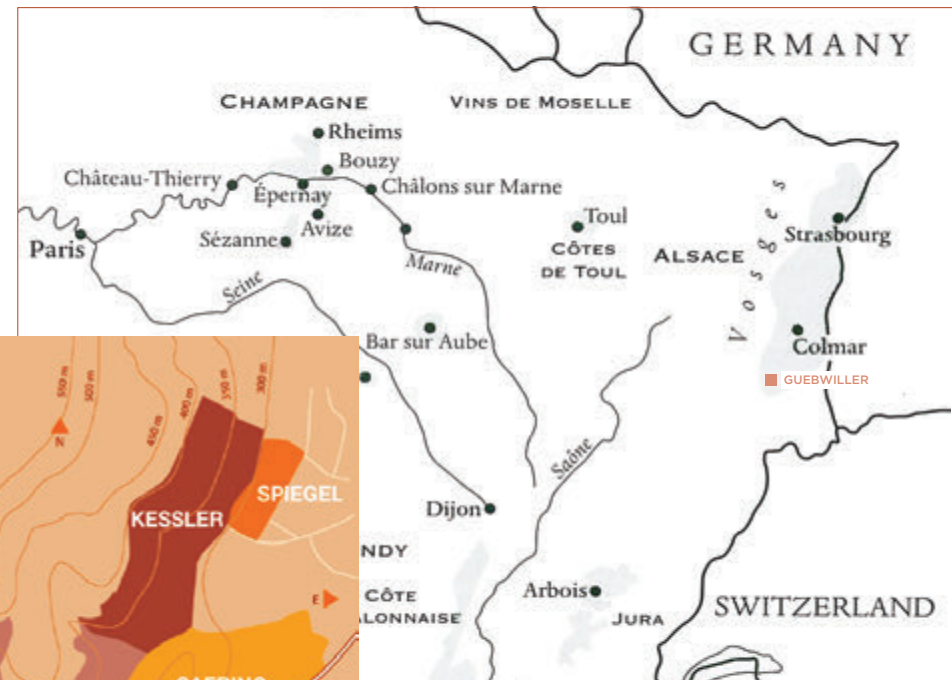 GERMANY
CHAMPAGNE
VINS DE MOSELLE
Rheims
Bouzy
Château-Thierry
Épernay
Châlons sur Marne
Avize
Toul
Paris
Sézanne
Strasbourg
CÔTES
DE TOUL
ALSACE
Vosges
Marne
Seine
Bar sur Aube
Colmar
GUEBWILLER
550 m
500 m
450 m
400 m
350 m
300 m
N
SPIEGEL
KESSLER
Saône
Dijon
NDY
E
CÔTE
ALONNAISE
Arbois
JURA
SWITZERLAND